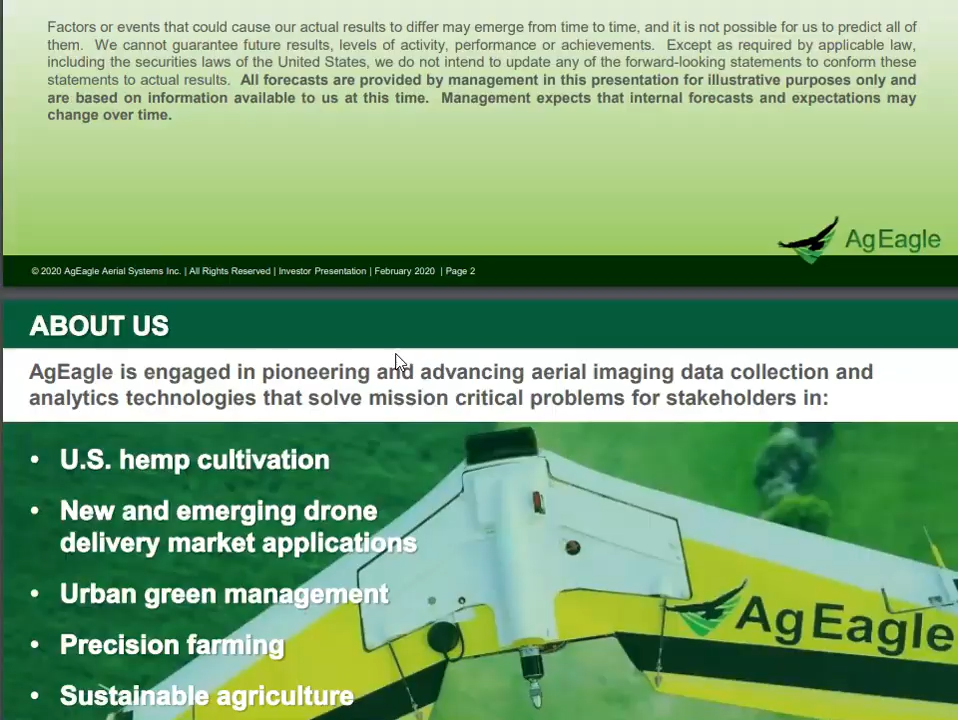 Factors or events that could cause our actual results to differ may emerge from time to time, and it is not possible for us to predict all of
them. We cannot guarantee future results, levels of activity, performance or achievements. Except as required by applicable law,
including the securities laws of the United States, we do not intend to update any of the forward-looking statements to conform these
statements to actual results. All forecasts are provided by management in this presentation for illustrative purposes only and
are based on information available to us at this time. Management expects that internal forecasts and expectations may
change over time.
AgEagle
© 2020 AgEagle Aerial Systems Inc. | All Rights Reserved | Investor Presentation | February 2020 | Page 2
ABOUT US
AgEagle is engaged in pioneering and advancing aerial imaging data collection and
analytics technologies that solve mission critical problems for stakeholders in:
• U.S. hemp cultivation
• New and emerging drone
delivery market applications
• Urban green management
• Precision farming
• Sustainable agriculture
AgEagle